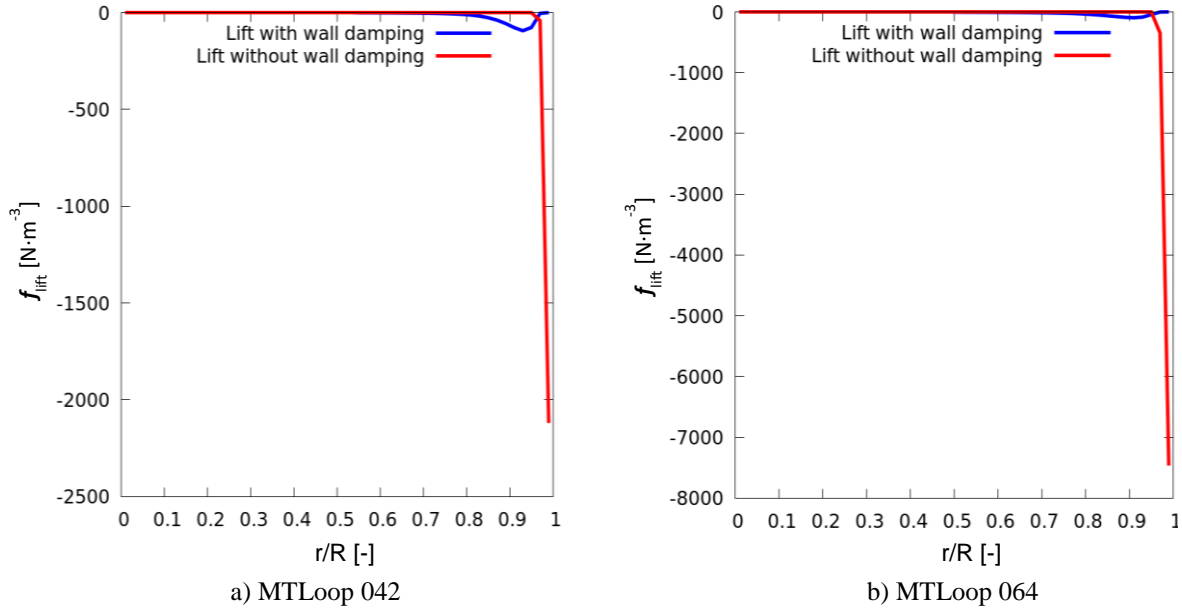 0
-500
-1000
-1500
-2000
-2500
f_lift [N·m⁻³]
Lift with wall damping
Lift without wall damping
0 0.1 0.2 0.3 0.4 0.5 0.6 0.7 0.8 0.9 1
r/R [-]
a) MTLoop 042
0
-1000
-2000
-3000
-4000
-5000
-6000
-7000
-8000
f_lift [N·m⁻³]
Lift with wall damping
Lift without wall damping
0 0.1 0.2 0.3 0.4 0.5 0.6 0.7 0.8 0.9 1
r/R [-]
b) MTLoop 064